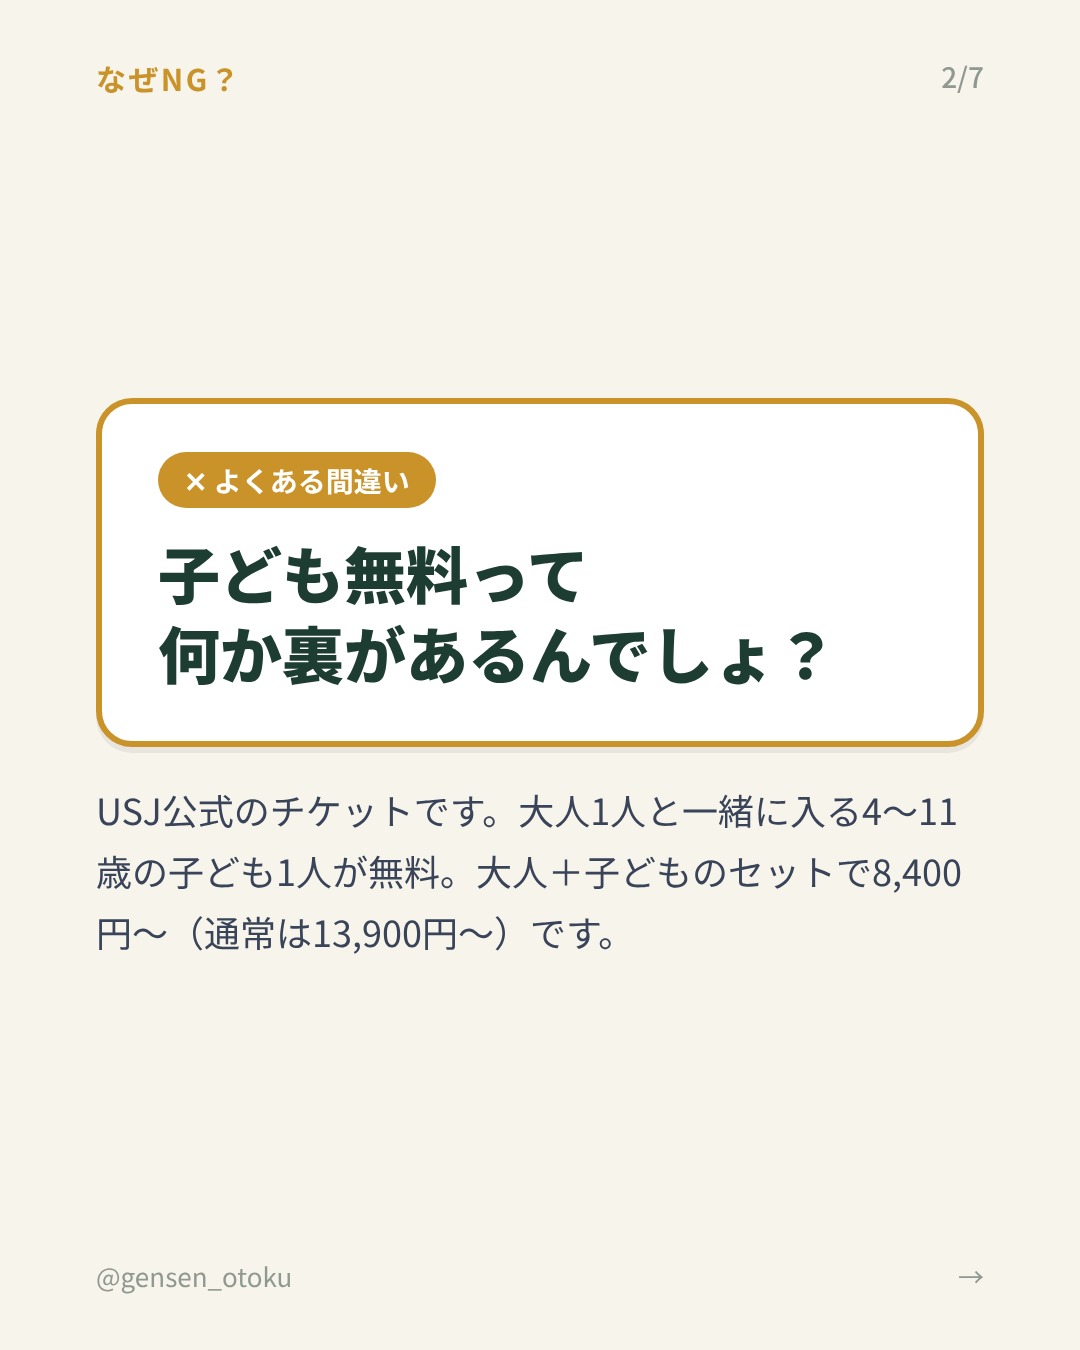 なぜNG？
2/7
× よくある間違い
子ども無料って
何か裏があるんでしょ？
USJ公式のチケットです。大人1人と一緒に入る4〜11
歳の子ども1人が無料。大人＋子どものセットで8,400
円〜（通常は13,900円〜）です。
@gensen_otoku
→